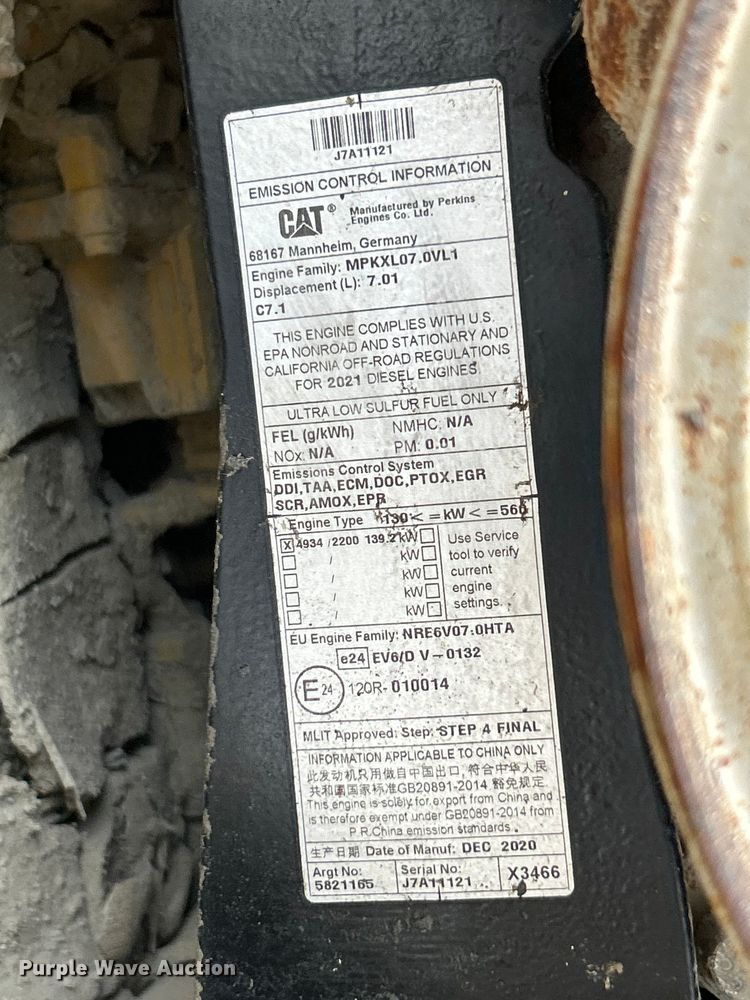 J7A11121
EMISSION CONTROL INFORMATION
CAT® Manufactured by Perkins
Engines Co. Ltd.
68167 Mannheim, Germany
Engine Family: MPKXL07.0VL1
Displacement (L): 7.01
C7.1
THIS ENGINE COMPLIES WITH U.S.
EPA NONROAD AND STATIONARY AND
CALIFORNIA OFF-ROAD REGULATIONS
FOR 2021 DIESEL ENGINES
ULTRA LOW SULFUR FUEL ONLY
FEL (g/kWh) NMHC: N/A
NOx: N/A PM: 0.01
Emissions Control System
DDI,TAA,ECM,DOC,PTOX,EGR
SCR,AMOX,EPR
Engine Type 130< = kW < =560
X 4934 / 2200 139.2 kW Use Service
/ kW tool to verify
/ kW current
/ kW engine
/ kW settings.
EU Engine Family: NRE6V07.0HTA
e24 EV6/D V-0132
E24 120R-010014
MLIT Approved: Step: STEP 4 FINAL
INFORMATION APPLICABLE TO CHINA ONLY
此发动机只用做自中国出口, 符合中华人民
共和国国家标准GB20891-2014 豁免规定
This engine is solely for export from China and
is therefore exempt under GB20891-2014 from
P.R.China emission standards.
生产日期 Date of Manuf: DEC 2020
Argt No: Serial No: X3466
5821165 J7A11121
Purple Wave Auction